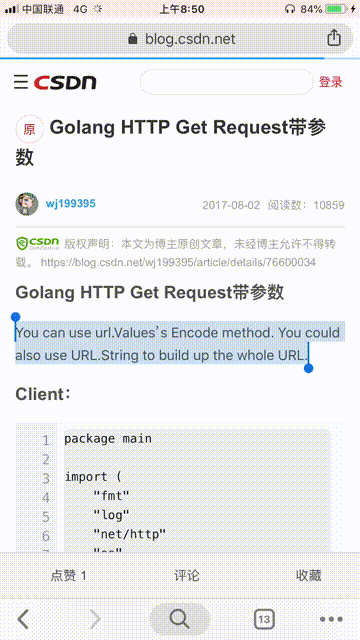 中国联通 4G 上午8:50 84%
blog.csdn.net
CSDN 登录
原 Golang HTTP Get Request带参
数
wj199395 2017-08-02 阅读数：10859
CSDN 版权声明：本文为博主原创文章，未经博主允许不得转
载。 https://blog.csdn.net/wj199395/article/details/76600034
Golang HTTP Get Request带参数
You can use url.Values's Encode method. You could
also use URL.String to build up the whole URL.
Client：
1 package main
2
3 import (
4 "fmt"
5 "log"
6 "net/http"
点赞 1 评论 收藏
13